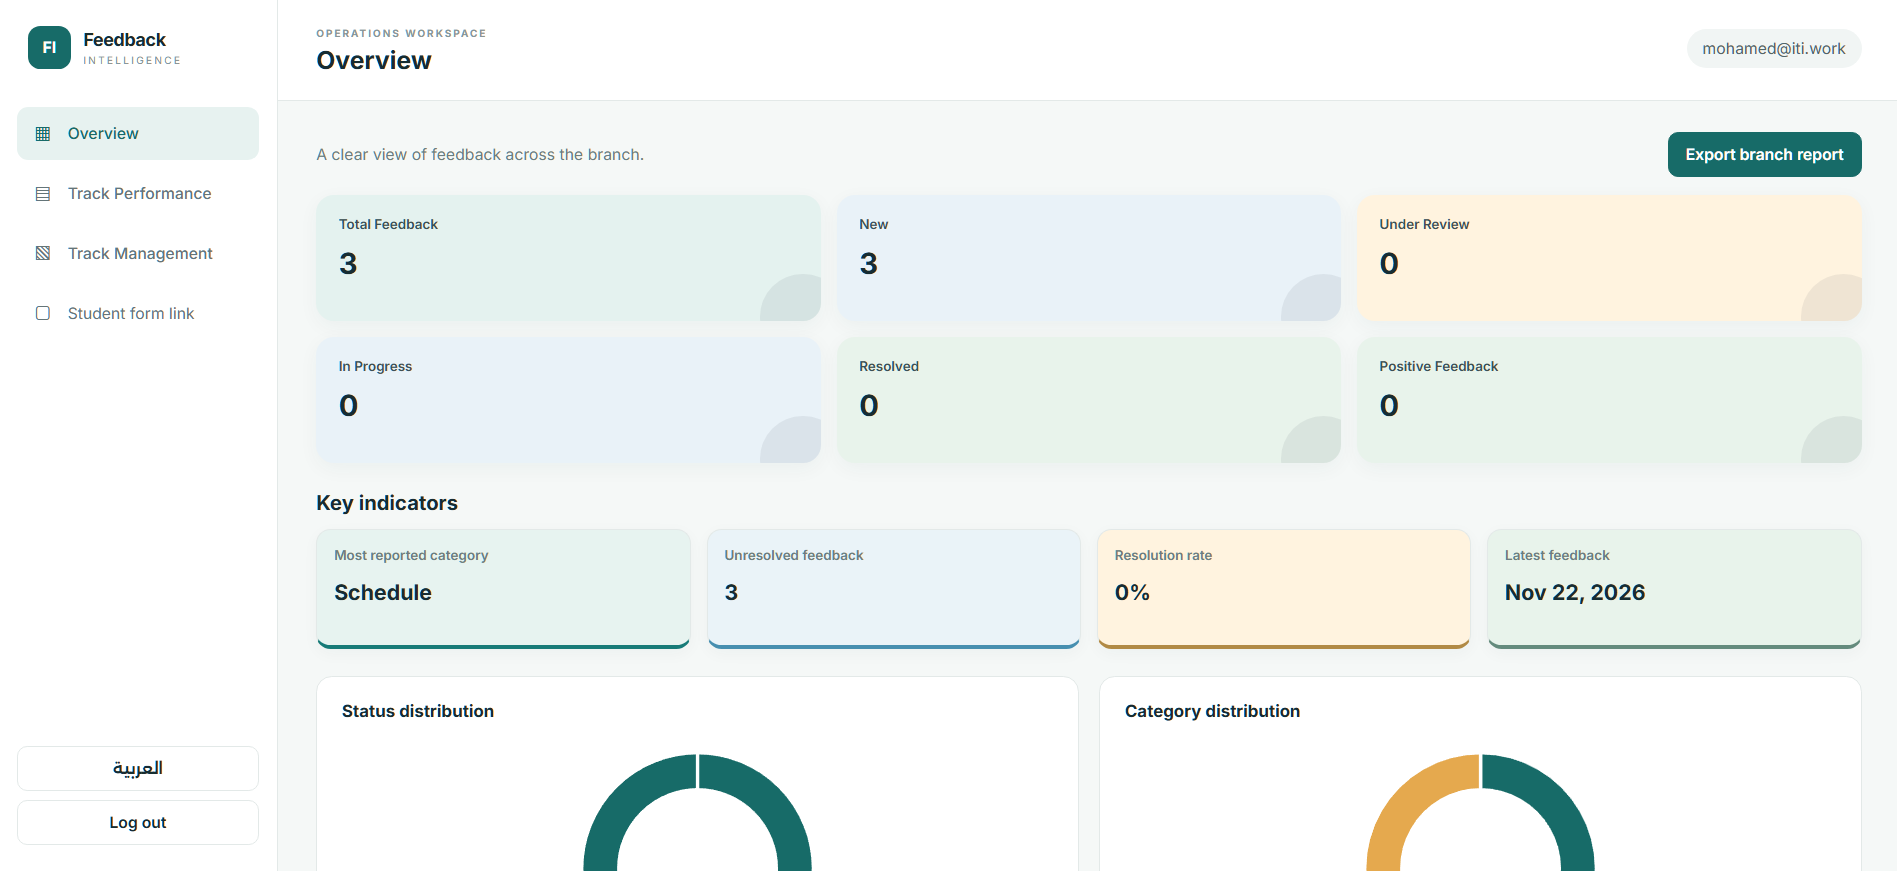 FI
Feedback
INTELLIGENCE
Overview
Track Performance
Track Management
Student form link
العربية
Log out
OPERATIONS WORKSPACE
Overview
mohamed@iti.work
A clear view of feedback across the branch.
Export branch report
Total Feedback
3
New
3
Under Review
0
In Progress
0
Resolved
0
Positive Feedback
0
Key indicators
Most reported category
Schedule
Unresolved feedback
3
Resolution rate
0%
Latest feedback
Nov 22, 2026
Status distribution
Category distribution